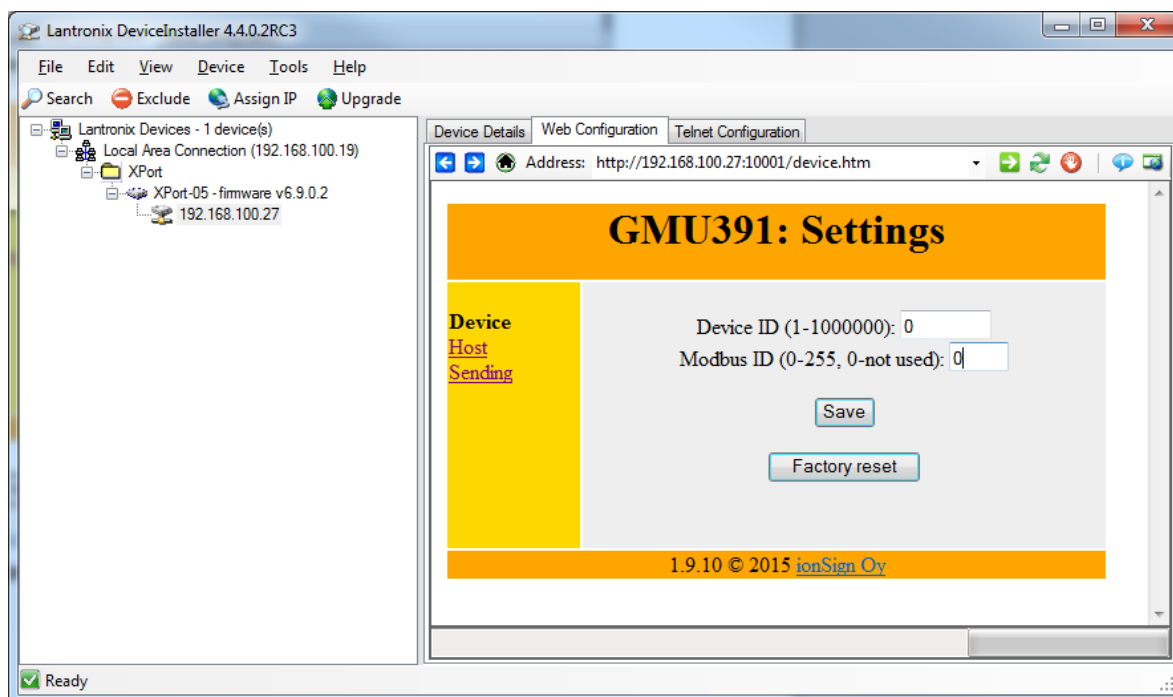 Lantronix DeviceInstaller 4.4.0.2RC3
File Edit View Device Tools Help
Search Exclude Assign IP Upgrade
Lantronix Devices - 1 device(s)
Local Area Connection (192.168.100.19)
XPort
XPort-05 - firmware v6.9.0.2
192.168.100.27
Device Details Web Configuration Telnet Configuration
Address: http://192.168.100.27:10001/device.htm
GMU391: Settings
Device
Host
Sending
Device ID (1-1000000): 0
Modbus ID (0-255, 0-not used): 0
Save
Factory reset
1.9.10 © 2015 ionSign Oy
Ready